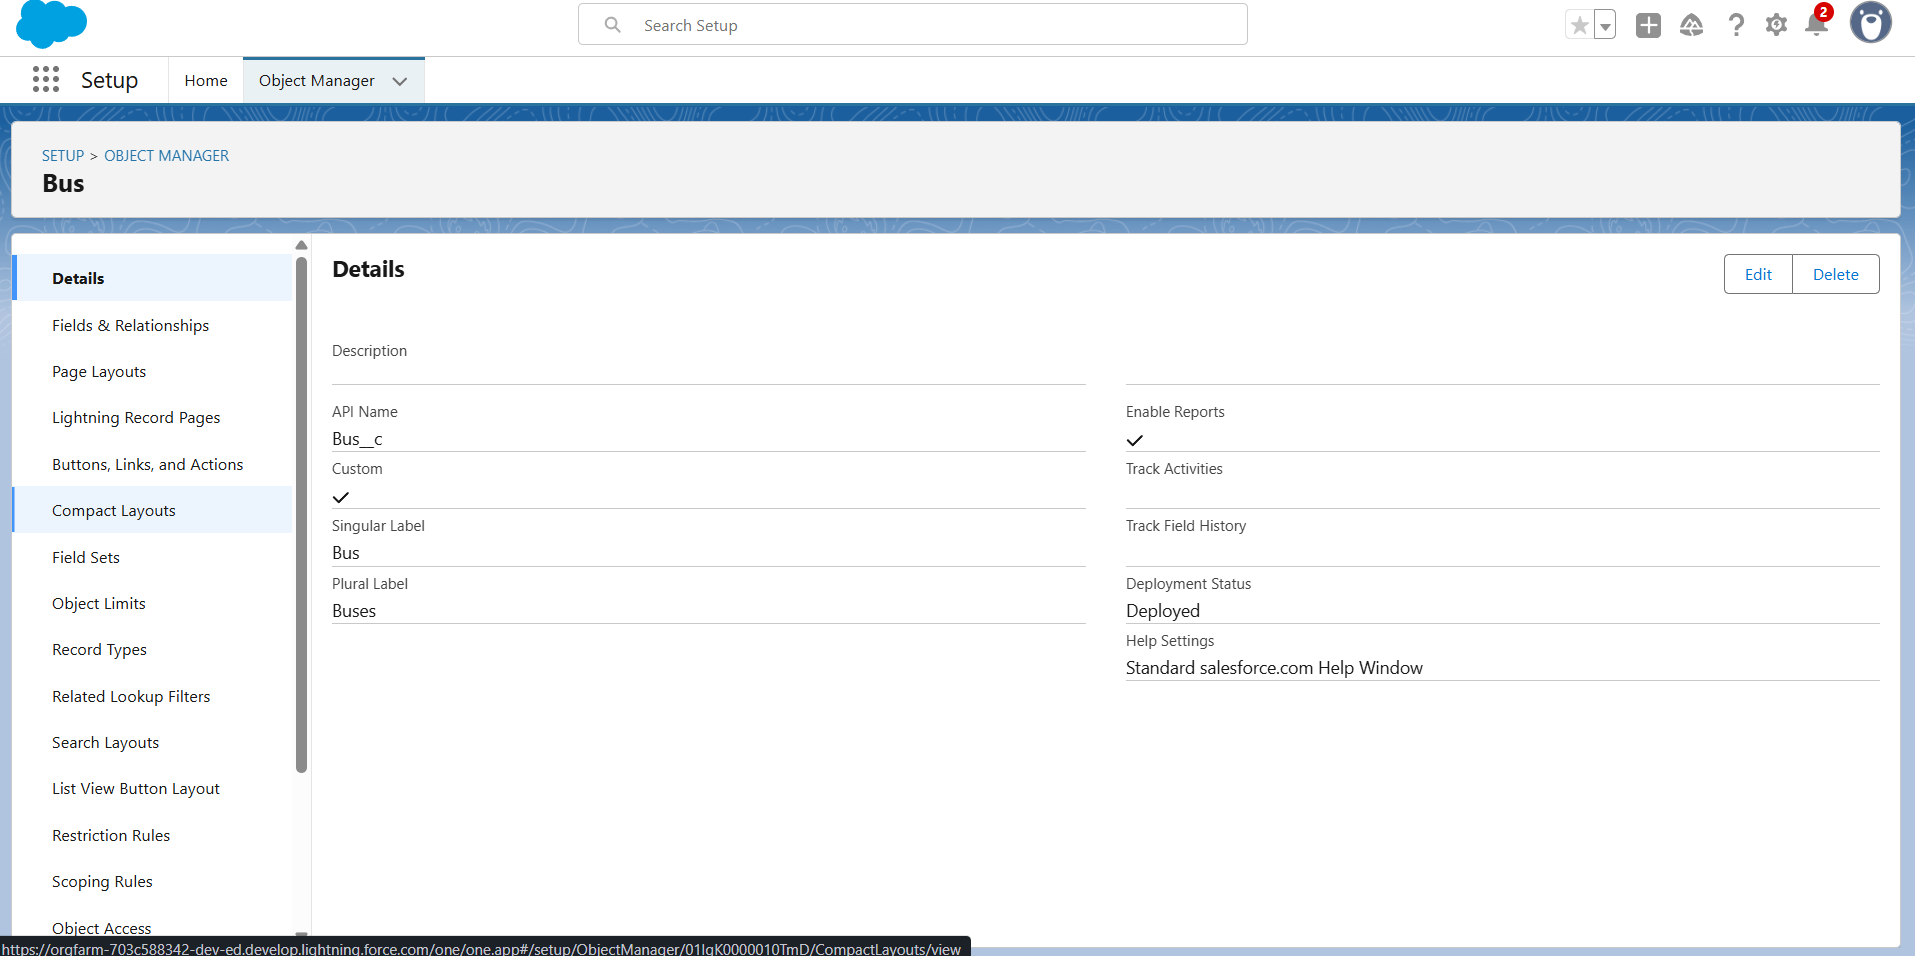 Search Setup
2
Setup
Home
Object Manager
SETUP > OBJECT MANAGER
Bus
Details
Fields & Relationships
Page Layouts
Lightning Record Pages
Buttons, Links, and Actions
Compact Layouts
Field Sets
Object Limits
Record Types
Related Lookup Filters
Search Layouts
List View Button Layout
Restriction Rules
Scoping Rules
Object Access
Details
Edit
Delete
Description
API Name
Bus__c
Custom
Singular Label
Bus
Plural Label
Buses
Enable Reports
Track Activities
Track Field History
Deployment Status
Deployed
Help Settings
Standard salesforce.com Help Window
https://orgfarm-703c588342-dev-ed.develop.lightning.force.com/one/one.app#/setup/ObjectManager/01IgK0000010TmD/CompactLayouts/view